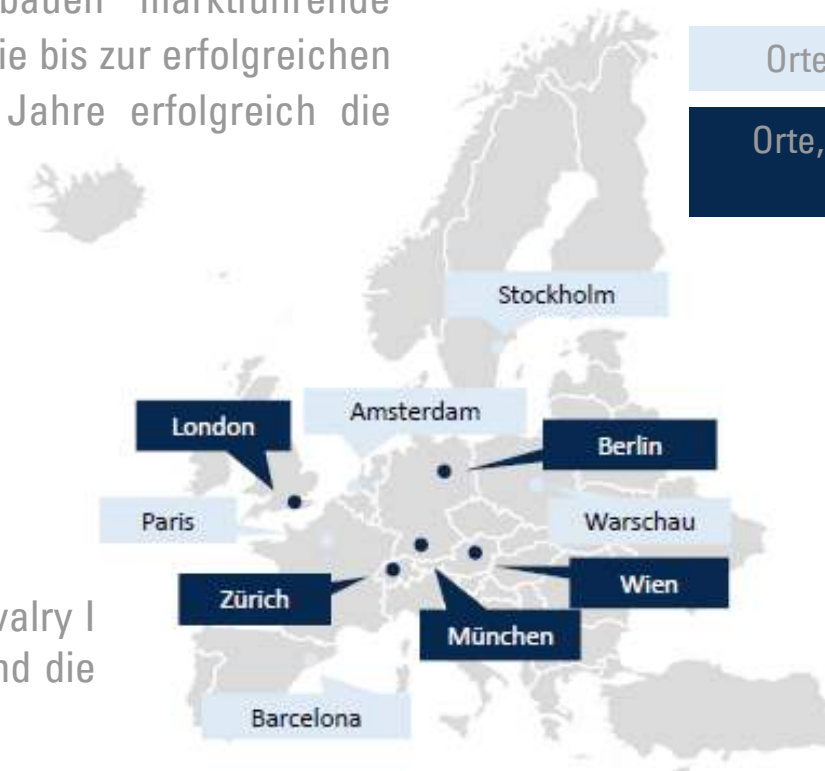 bauen marktführende
ie bis zur erfolgreichen
Jahre erfolgreich die
Orte
Orte,
Stockholm
Amsterdam
London
Berlin
Paris
Warschau
Zürich
Wien
München
valry I
nd die
Barcelona